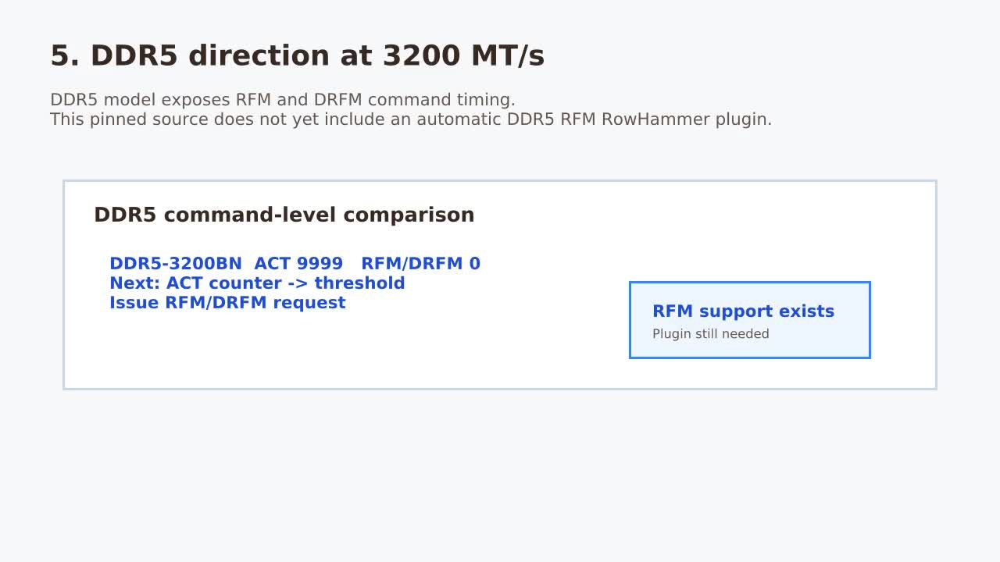 5. DDR5 direction at 3200 MT/s
DDR5 model exposes RFM and DRFM command timing.
This pinned source does not yet include an automatic DDR5 RFM RowHammer plugin.
DDR5 command-level comparison
DDR5-3200BN  ACT 9999   RFM/DRFM 0
Next: ACT counter -> threshold
Issue RFM/DRFM request
RFM support exists
Plugin still needed